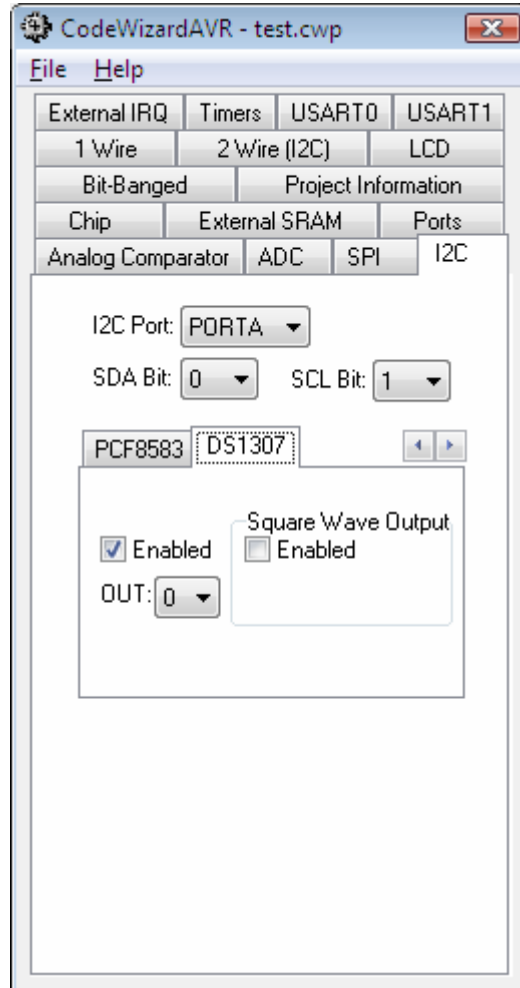 CodeWizardAVR - test.cwp
File Help
External IRQ Timers USART0 USART1
1 Wire 2 Wire (I2C) LCD
Bit-Banged Project Information
Chip External SRAM Ports
Analog Comparator ADC SPI I2C
I2C Port: PORTA
SDA Bit: 0 SCL Bit: 1
PCF8583 DS1307
Square Wave Output
Enabled Enabled
OUT: 0